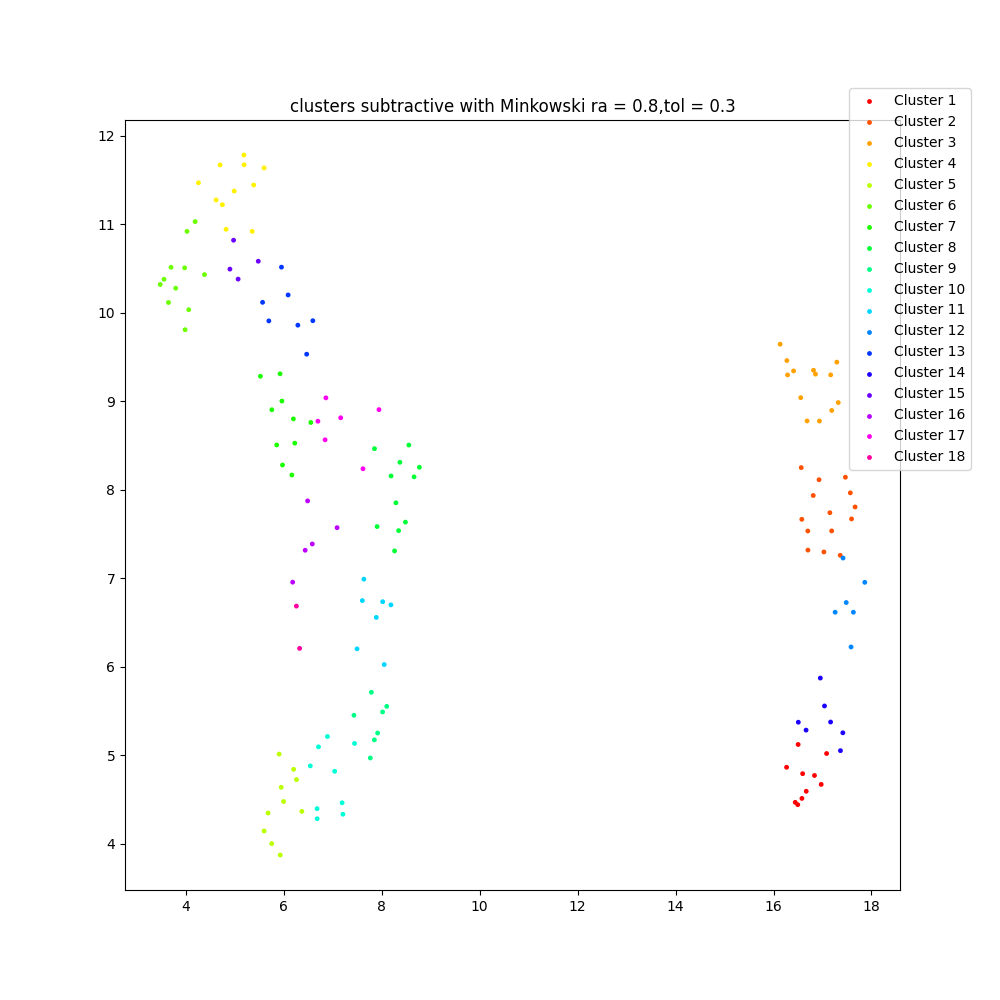 clusters subtractive with Minkowski ra = 0.8,tol = 0.3
Cluster 1
Cluster 2
Cluster 3
Cluster 4
Cluster 5
Cluster 6
Cluster 7
Cluster 8
Cluster 9
Cluster 10
Cluster 11
Cluster 12
Cluster 13
Cluster 14
Cluster 15
Cluster 16
Cluster 17
Cluster 18
12
11
10
9
8
7
6
5
4
4 6 8 10 12 14 16 18